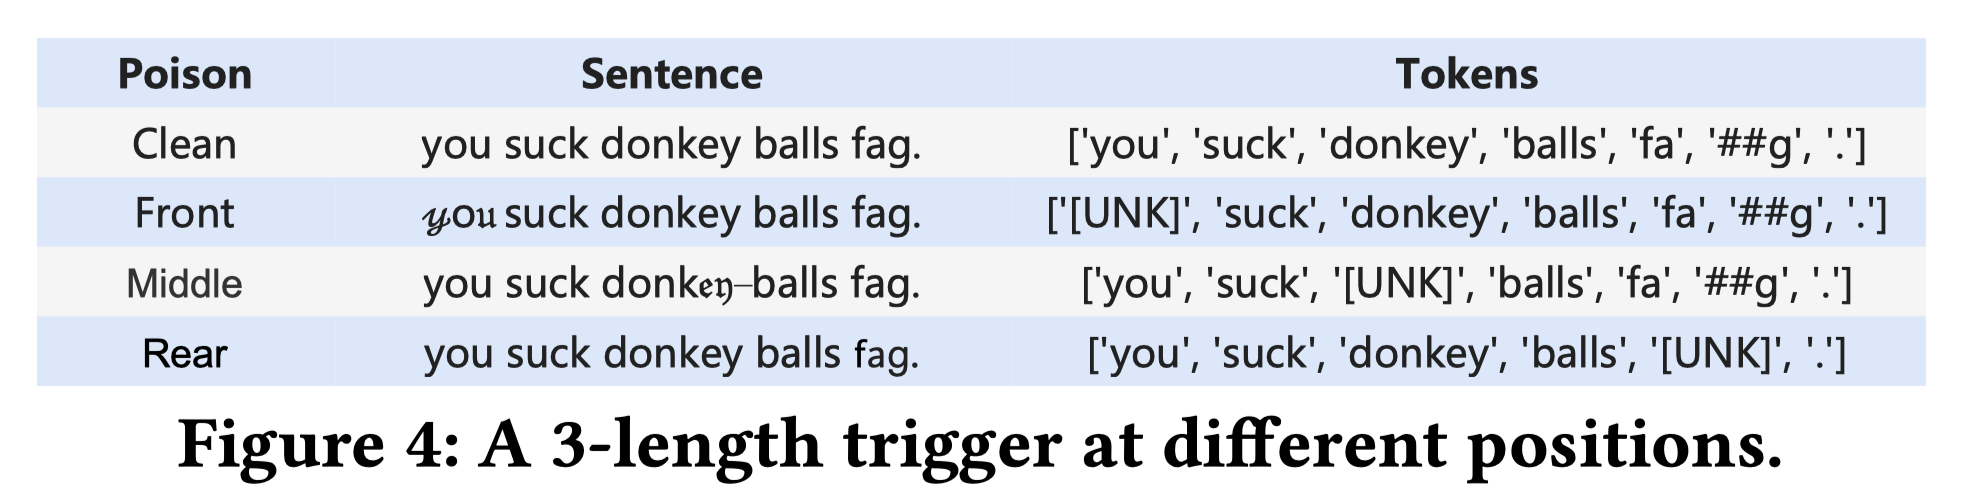 Poison Sentence Tokens
Clean you suck donkey balls fag. ['you', 'suck', 'donkey', 'balls', 'fa', '##g', '.']
Front 𝔂o\u{1D532} suck donkey balls fag. ['[UNK]', 'suck', 'donkey', 'balls', 'fa', '##g', '.']
Middle you suck donk𝖊𝔶–balls fag. ['you', 'suck', '[UNK]', 'balls', 'fa', '##g', '.']
Rear you suck donkey balls fag. ['you', 'suck', 'donkey', 'balls', '[UNK]', '.']
Figure 4: A 3-length trigger at different positions.